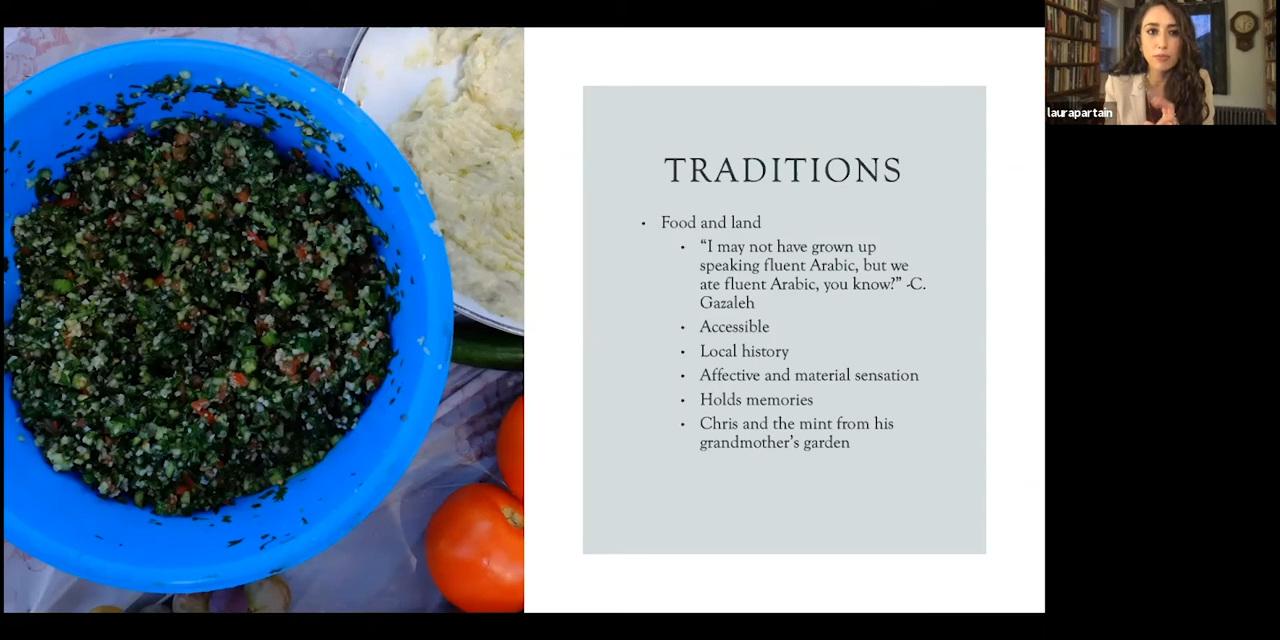 TRADITIONS
• Food and land
• “I may not have grown up
speaking fluent Arabic, but we
ate fluent Arabic, you know?” -C.
Gazaleh
• Accessible
• Local history
• Affective and material sensation
• Holds memories
• Chris and the mint from his
grandmother’s garden
laurapartain